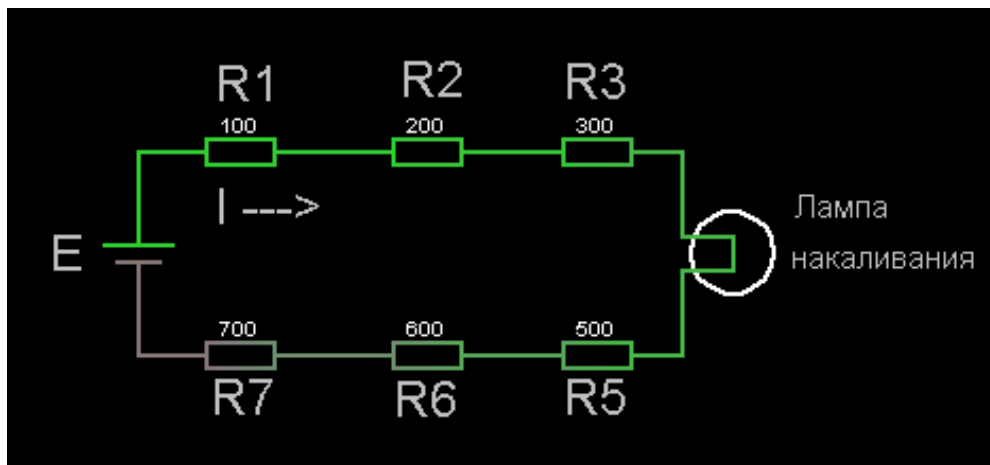 R1 R2 R3
100 200 300
I --->
Лампа
E
накаливания
700 600 500
R7 R6 R5